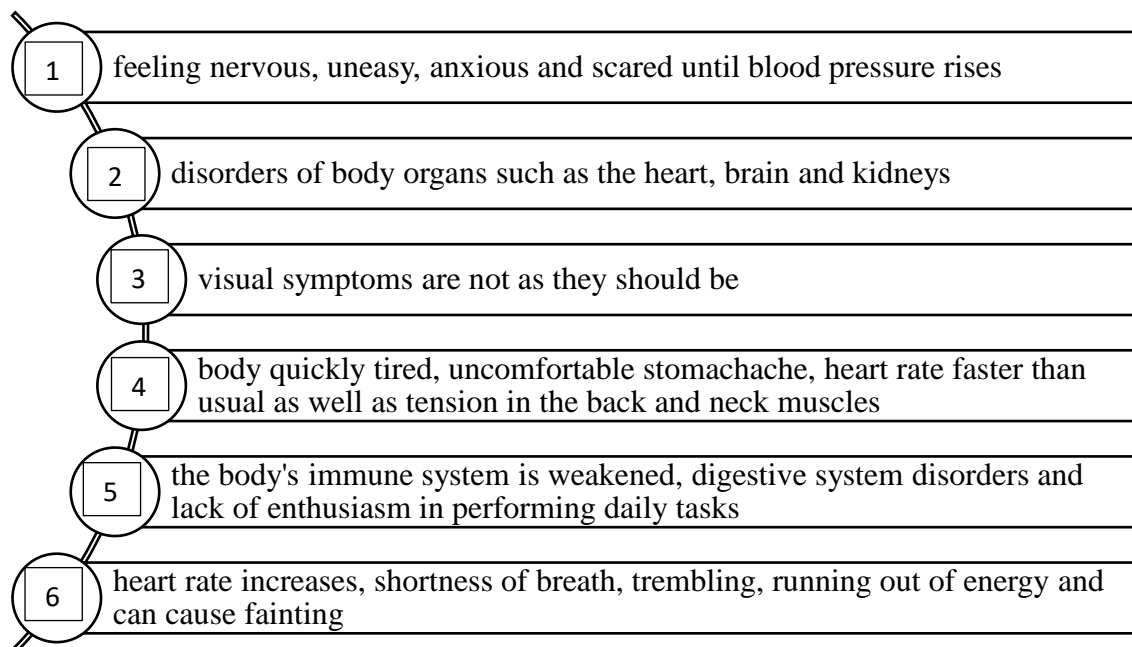 1
feeling nervous, uneasy, anxious and scared until blood pressure rises
2
disorders of body organs such as the heart, brain and kidneys
3
visual symptoms are not as they should be
4
body quickly tired, uncomfortable stomachache, heart rate faster than
usual as well as tension in the back and neck muscles
5
the body's immune system is weakened, digestive system disorders and
lack of enthusiasm in performing daily tasks
6
heart rate increases, shortness of breath, trembling, running out of energy and
can cause fainting